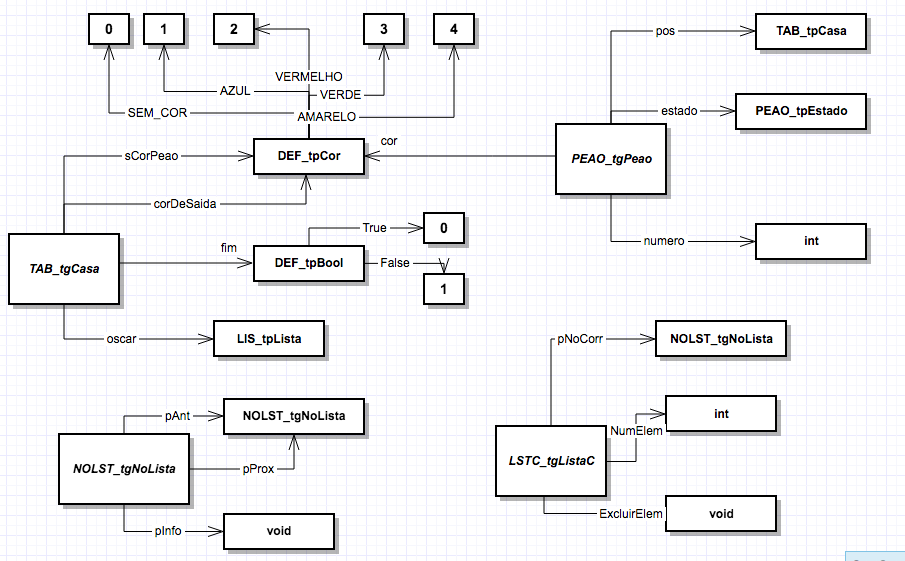 0
1
2
3
4
TAB_tpCasa
pos
VERMELHO
AZUL
VERDE
SEM_COR
AMARELO
estado
PEAO_tpEstado
sCorPeao
DEF_tpCor
cor
PEAO_tgPeao
corDeSaida
True
0
numero
int
fim
TAB_tgCasa
DEF_tpBool
False
1
oscar
LIS_tpLista
pNoCorr
NOLST_tgNoLista
pAnt
NOLST_tgNoLista
int
NumElem
NOLST_tgNoLista
pProx
LSTC_tgListaC
ExcluirElem
void
pInfo
void